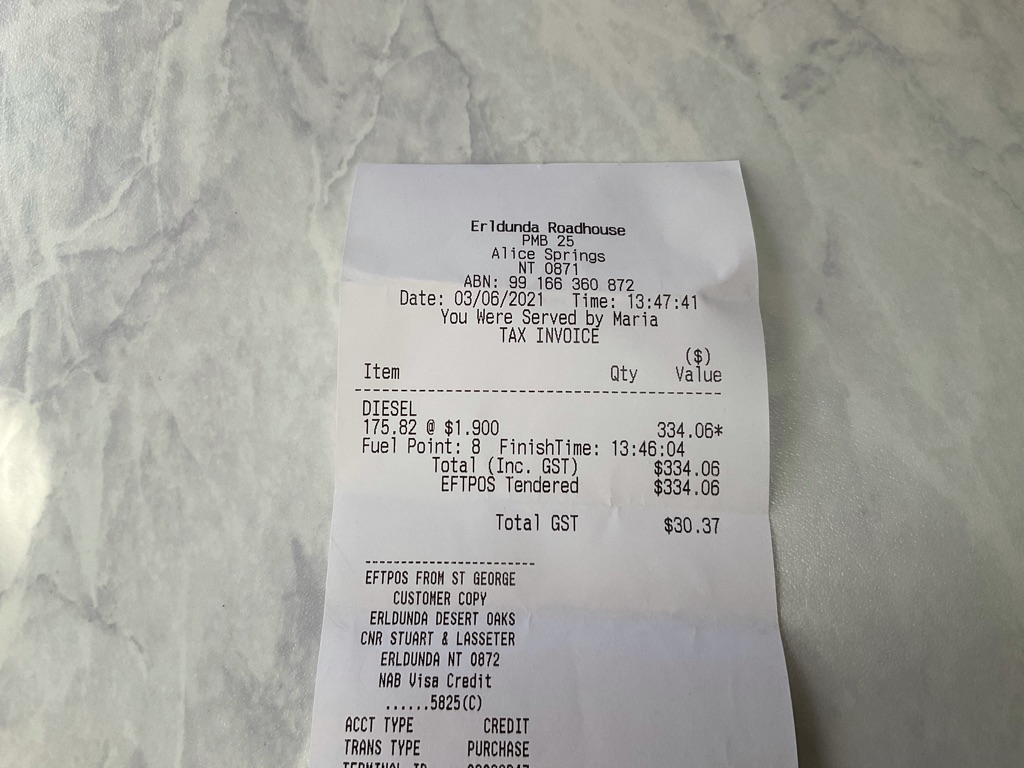 Erldunda Roadhouse
PMB 25
Alice Springs
NT 0871
ABN: 99 166 360 872
Date: 03/06/2021 Time: 13:47:41
You Were Served by Maria
TAX INVOICE
($)
Item Qty Value
DIESEL
175.82 @ $1.900 334.06*
Fuel Point: 8 FinishTime: 13:46:04
Total (Inc. GST) $334.06
EFTPOS Tendered $334.06
Total GST $30.37
EFTPOS FROM ST GEORGE
CUSTOMER COPY
ERLDUNDA DESERT OAKS
CNR STUART & LASSETER
ERLDUNDA NT 0872
NAB Visa Credit
......5825(C)
ACCT TYPE CREDIT
TRANS TYPE PURCHASE
TERMINAL ID